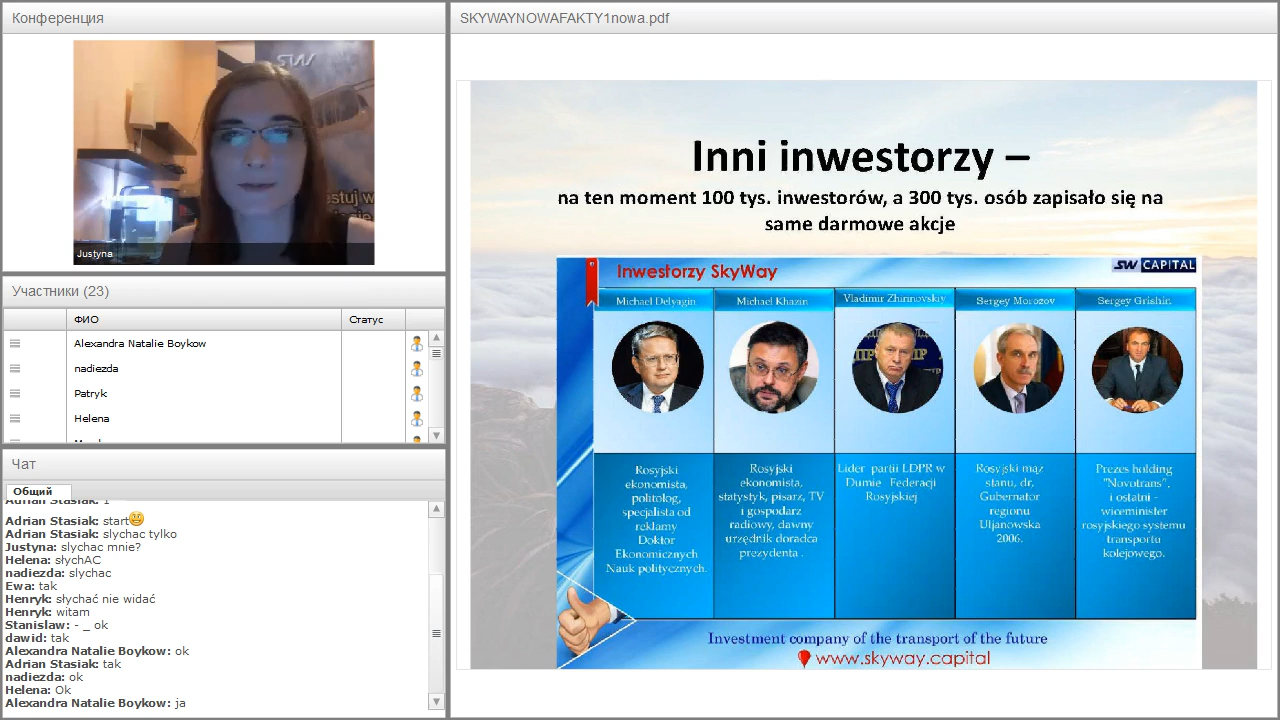 Конференция
SW
estuj w
Justyna
Участники (23)
ФИО
Статус
Alexandra Natalie Boykow
nadiezda
Patryk
Helena
Чат
Общий
Adrian Stasiak: 1
Adrian Stasiak: start
Adrian Stasiak: slychac tylko
Justyna: slychac mnie?
Helena: słychAC
nadiezda: slychac
Ewa: tak
Henryk: słychać nie widać
Henryk: witam
Stanislaw: - _ ok
dawid: tak
Alexandra Natalie Boykow: ok
Adrian Stasiak: tak
nadiezda: ok
Helena: Ok
Alexandra Natalie Boykow: ja
SKYWAYNOWAFAKTY1nowa.pdf
Inni inwestorzy –
na ten moment 100 tys. inwestorów, a 300 tys. osób zapisało się na
same darmowe akcje
Inwestorzy SkyWay
SW CAPITAL
Michael Delyagin
Michael Khazin
Vladimir Zhirinovskiy
Sergey Morozov
Sergey Grishin
Rosyjski
ekonomista,
politolog,
specjalista od
reklamy
Doktor
Ekonomicznych
Nauk politycznych.
Rosyjski
ekonomista,
statystyk, pisarz, TV
i gospodarz
radiowy, dawny
urzędnik doradca
prezydenta .
Lider partii LDPR w
Dumie Federacji
Rosyjskiej
Rosyjski mąż
stanu, dr,
Gubernator
regionu
Uljanowska
2006.
Prezes holding
"Novotrans",
i ostatni -
wiceminister
rosyjskiego systemu
transportu
kolejowego.
Investment company of the transport of the future
www.skyway.capital